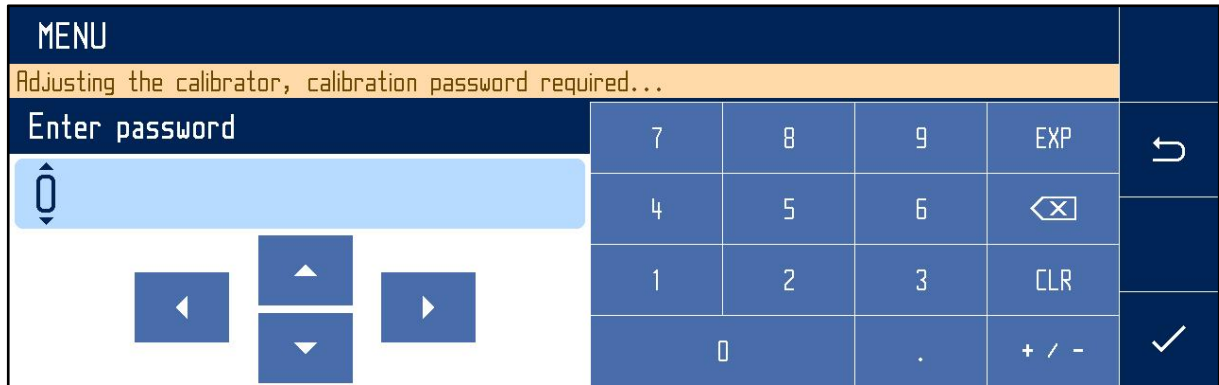 MENU
Adjusting the calibrator, calibration password required...
Enter password
0
7 8 9 EXP
4 5 6
1 2 3 CLR
0 . + / -